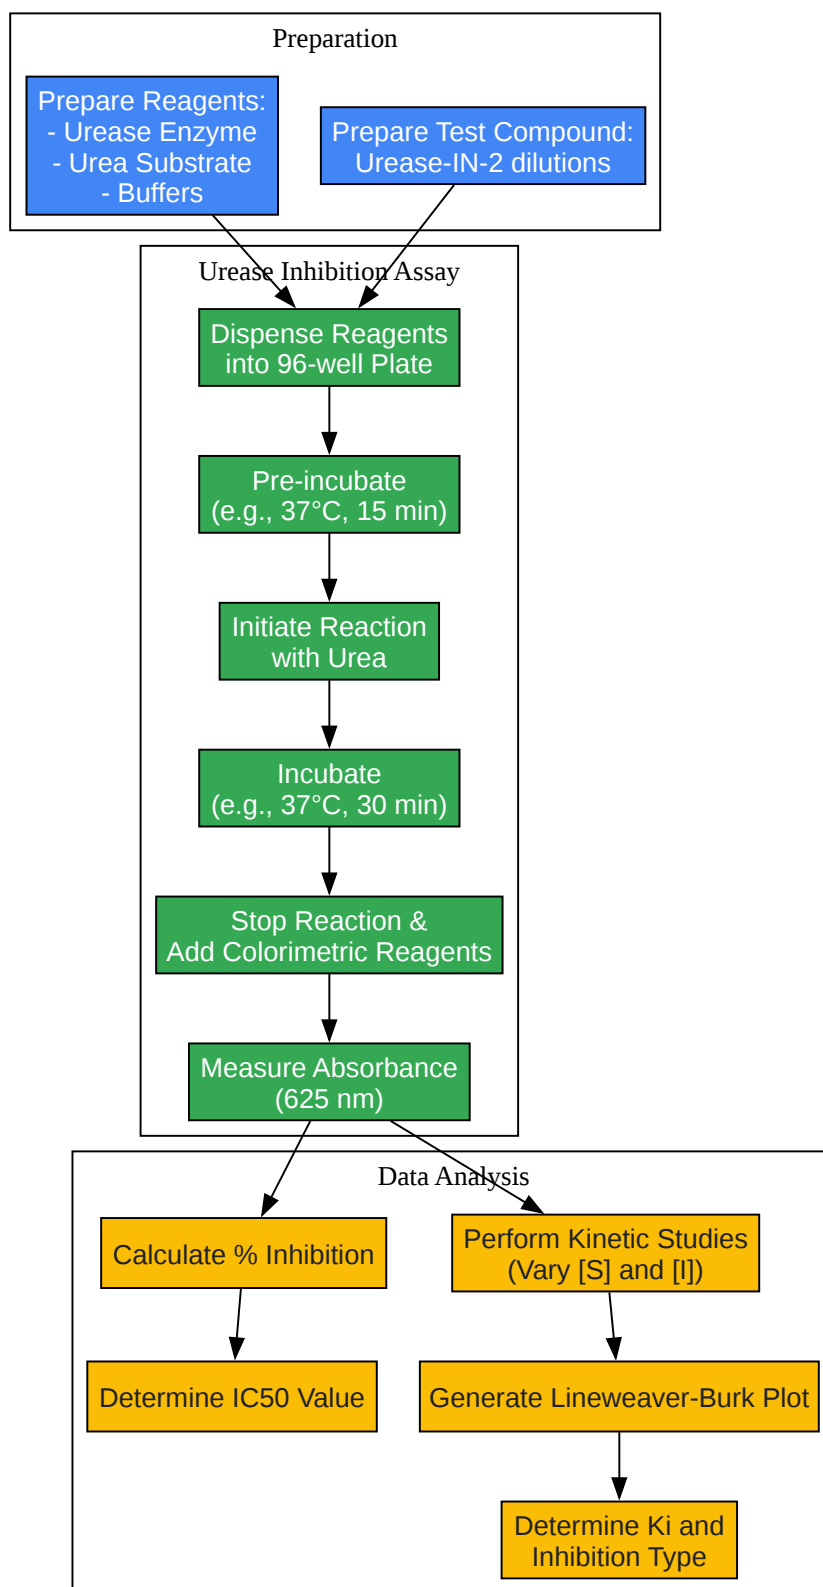 Preparation
Prepare Reagents:
- Urease Enzyme
- Urea Substrate
- Buffers
Prepare Test Compound:
Urease-IN-2 dilutions
Urease Inhibition Assay
Dispense Reagents
into 96-well Plate
Pre-incubate
(e.g., 37°C, 15 min)
Initiate Reaction
with Urea
Incubate
(e.g., 37°C, 30 min)
Stop Reaction &
Add Colorimetric Reagents
Measure Absorbance
(625 nm)
Data Analysis
Calculate % Inhibition
Determine IC50 Value
Perform Kinetic Studies
(Vary [S] and [I])
Generate Lineweaver-Burk Plot
Determine Ki and
Inhibition Type